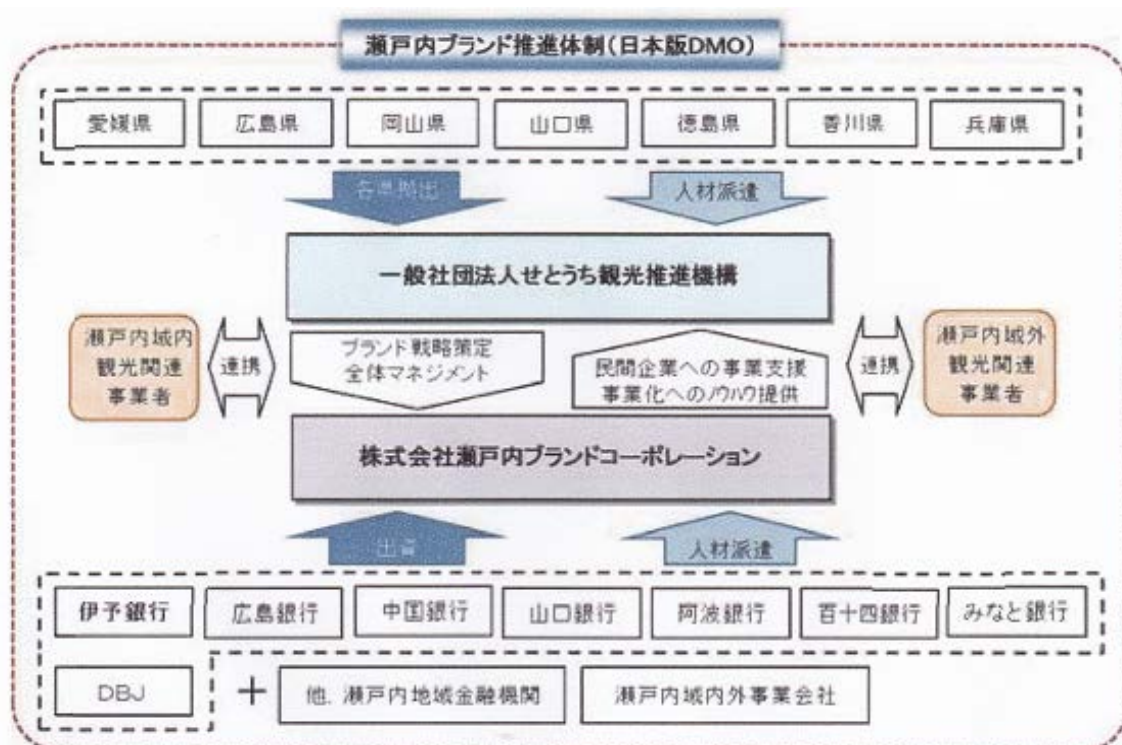 瀬戸内ブランド推進体制(日本版DMO)
愛媛県 広島県 岡山県 山口県 徳島県 香川県 兵庫県
各県拠出 人材派遣
一般社団法人せとうち観光推進機構
瀬戸内域内
観光関連
事業者
連携
ブランド戦略策定
全体マネジメント
民間企業への事業支援
事業化へのノウハウ提供
連携
瀬戸内域外
観光関連
事業者
株式会社瀬戸内ブランドコーポレーション
出資 人材派遣
伊予銀行 広島銀行 中国銀行 山口銀行 阿波銀行 百十四銀行 みなと銀行
DBJ + 他、瀬戸内地域金融機関 瀬戸内域内外事業会社